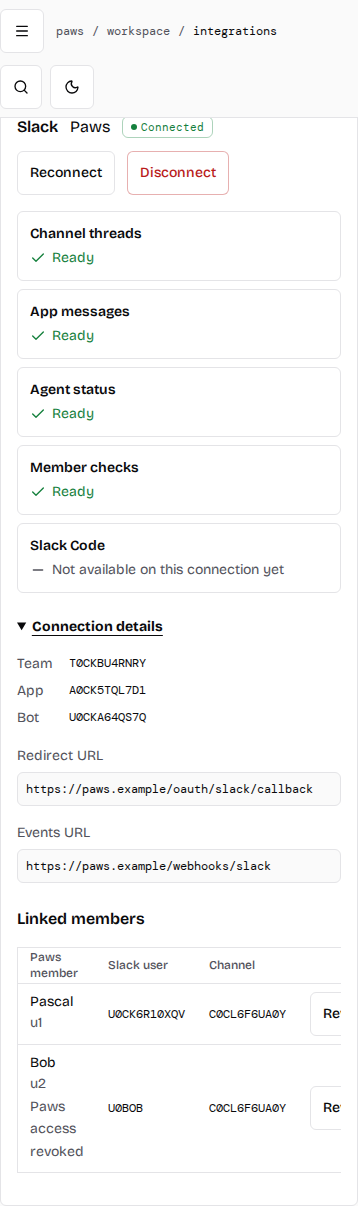 paws / workspace / integrations
Slack Paws Connected
Reconnect Disconnect
Channel threads
Ready
App messages
Ready
Agent status
Ready
Member checks
Ready
Slack Code
Not available on this connection yet
Connection details
Team T0CKBU4RNRY
App A0CK5TQL7D1
Bot U0CKA64QS7Q
Redirect URL
https://paws.example/oauth/slack/callback
Events URL
https://paws.example/webhooks/slack
Linked members
Paws member Slack user Channel
Pascal
u1 U0CK6R10XQV C0CL6F6UA0Y
Bob
u2
Paws
access U0BOB C0CL6F6UA0Y
revoked